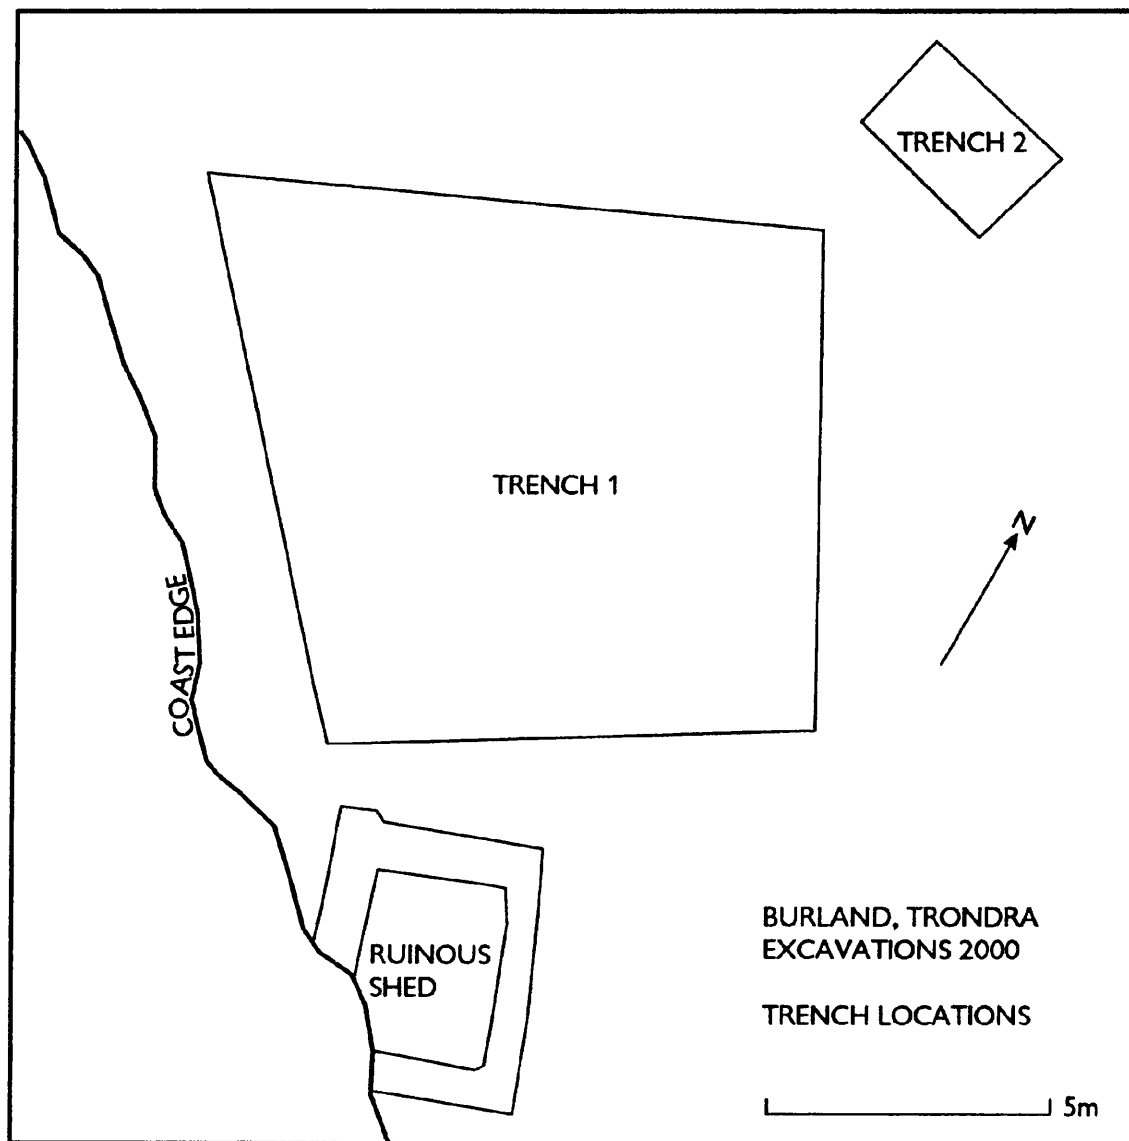 TRENCH 2
TRENCH 1
N
COAST EDGE
RUINOUS
SHED
BURLAND, TRONDRA
EXCAVATIONS 2000
TRENCH LOCATIONS
5m